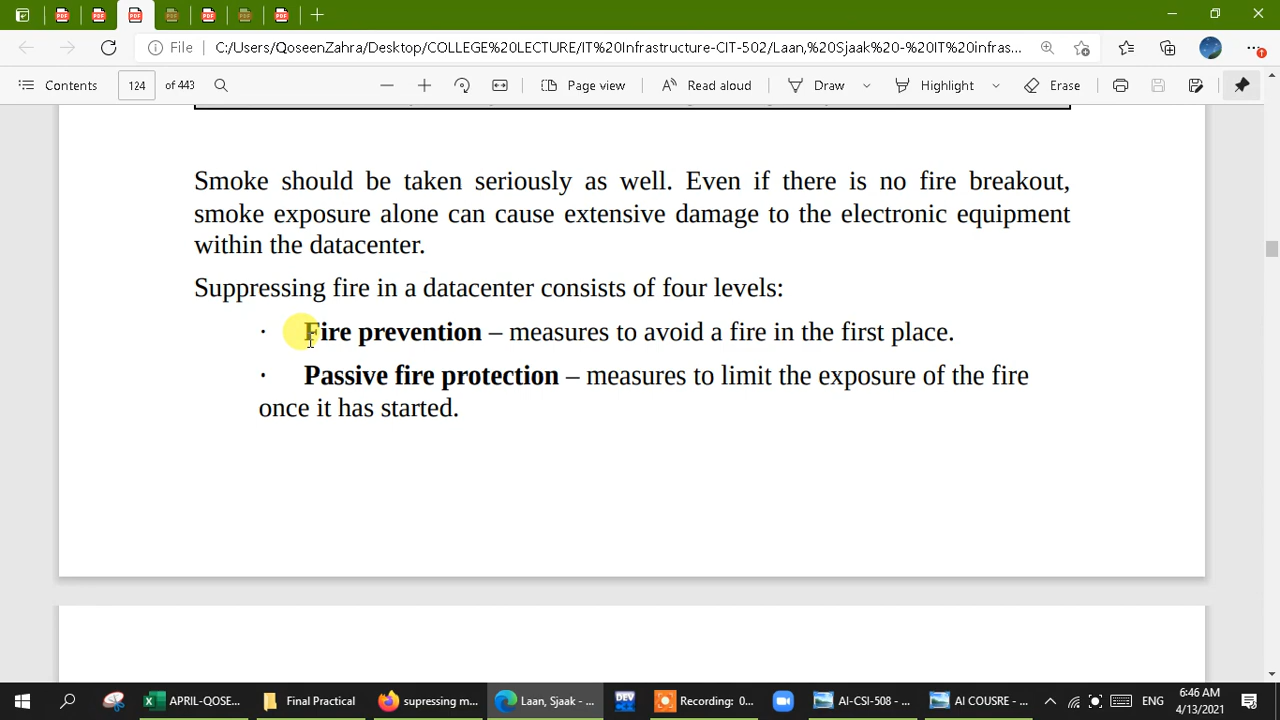 File
C:/Users/QoseenZahra/Desktop/COLLEGE%20LECTURE/IT%20Infrastructure-CIT-502/Laan,%20Sjaak%20-%20IT%20infras...
Contents
124
of 443
Page view
Read aloud
Draw
Highlight
Erase
Smoke should be taken seriously as well. Even if there is no fire breakout,
smoke exposure alone can cause extensive damage to the electronic equipment
within the datacenter.
Suppressing fire in a datacenter consists of four levels:
· Fire prevention – measures to avoid a fire in the first place.
· Passive fire protection – measures to limit the exposure of the fire
once it has started.
APRIL-QOSE...
Final Practical
supressing m...
Laan, Sjaak - ...
DEV
Recording: 0...
AI-CSI-508 - ...
AI COUSRE - ...
ENG
6:46 AM
4/13/2021